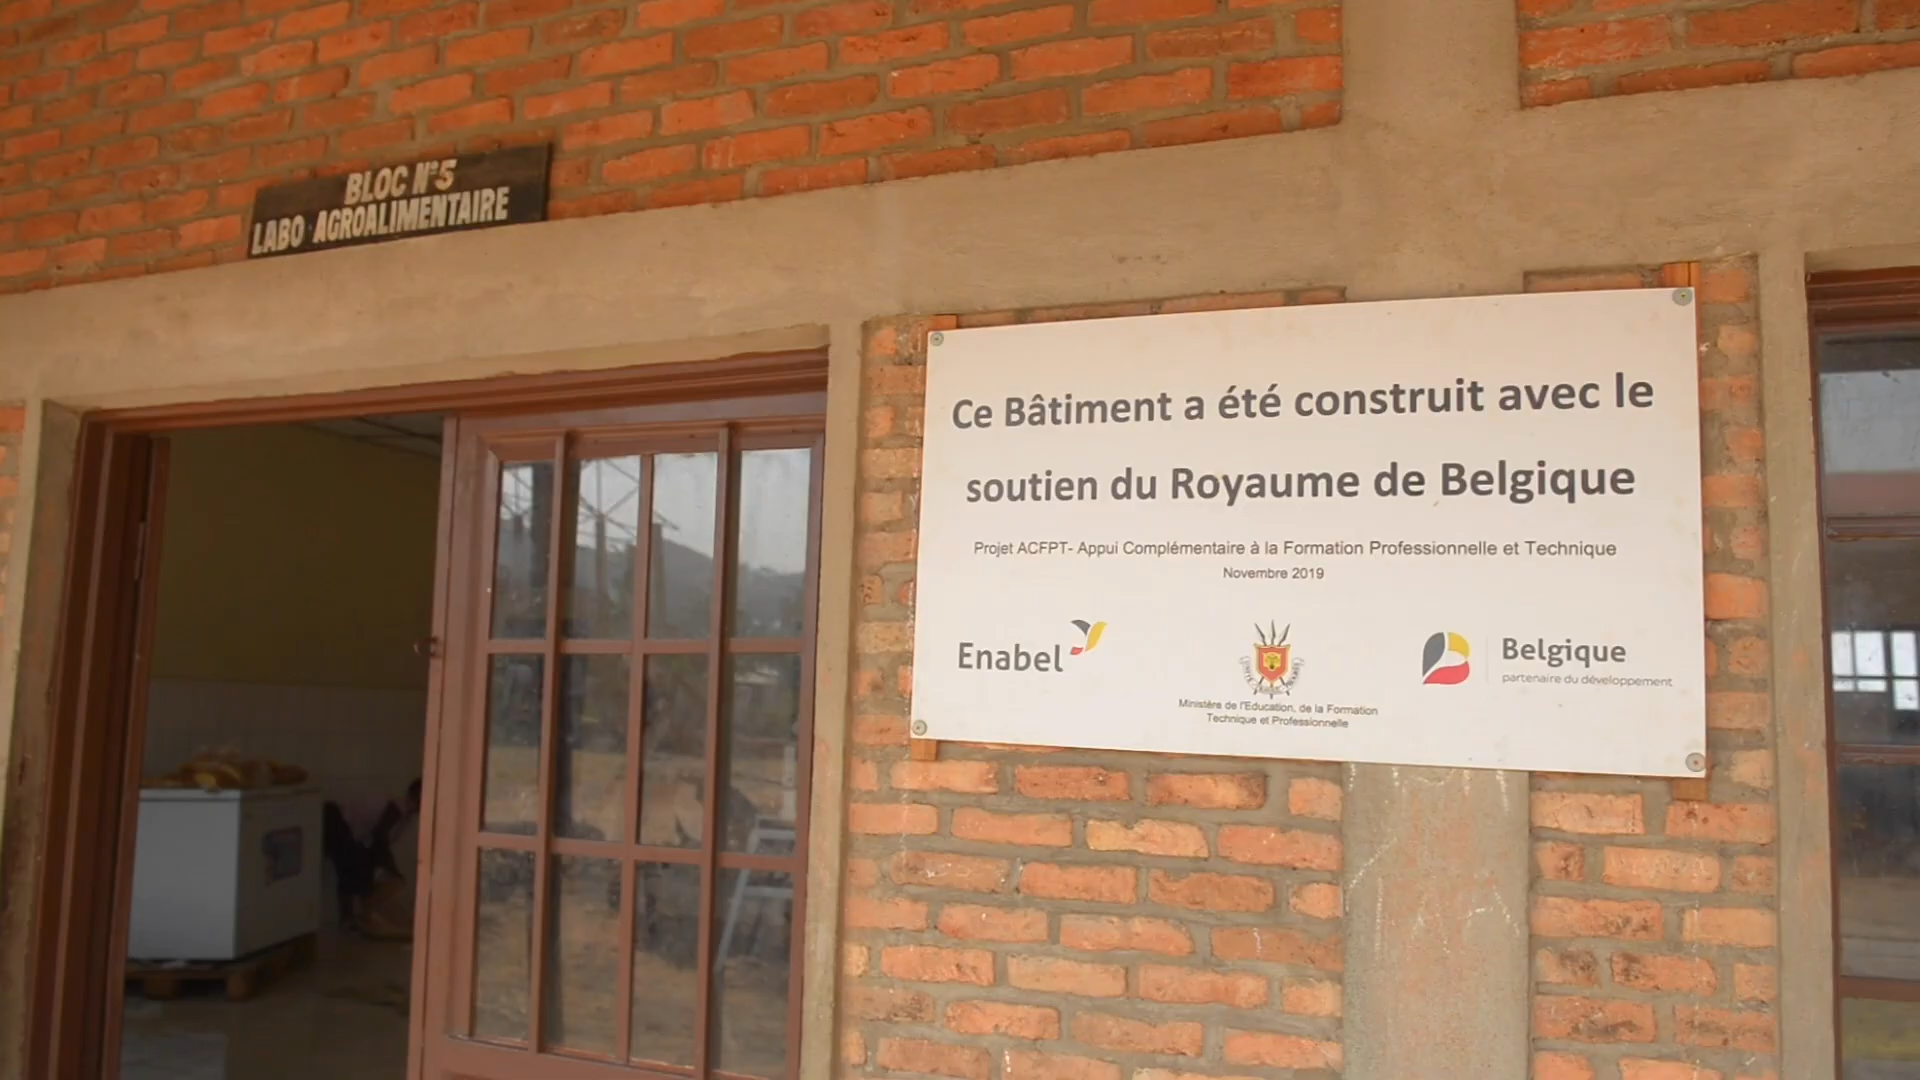 BLOC N°5
LABO AGROALIMENTAIRE
Ce Bâtiment a été construit avec le
soutien du Royaume de Belgique
Projet ACFPT- Appui Complémentaire à la Formation Professionnelle et Technique
Novembre 2019
Enabel
Ministère de l'Education, de la Formation
Technique et Professionnelle
Belgique
partenaire du développement